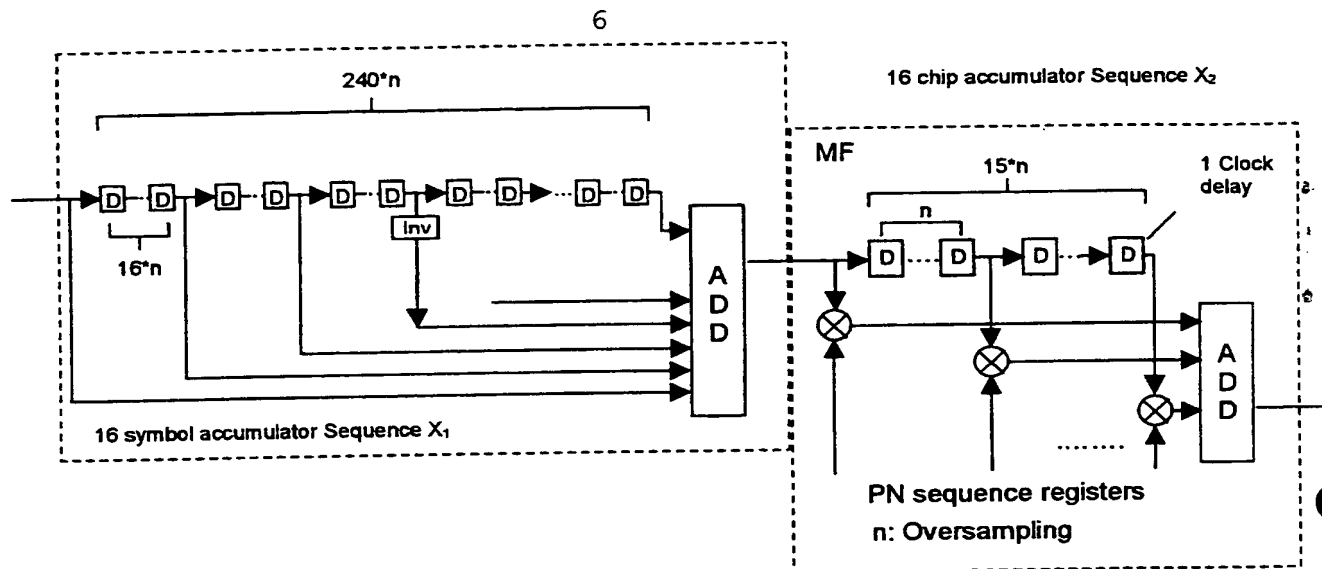 6
240*n
16 chip accumulator Sequence X₂
MF
15*n
1 Clock
delay
n
D D D D D D D D D
D D D D
Inv
16*n
A
D
D
A
D
D
16 symbol accumulator Sequence X₁
PN sequence registers
n: Oversampling